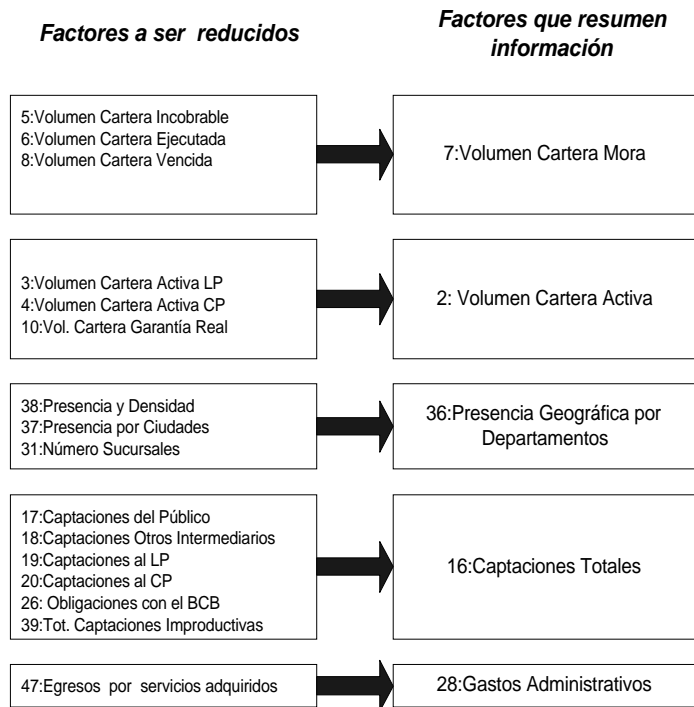 Factores a ser reducidos
Factores que resumen
información
5:Volumen Cartera Incobrable
6:Volumen Cartera Ejecutada
8:Volumen Cartera Vencida
7:Volumen Cartera Mora
3:Volumen Cartera Activa LP
4:Volumen Cartera Activa CP
10:Vol. Cartera Garantía Real
2: Volumen Cartera Activa
38:Presencia y Densidad
37:Presencia por Ciudades
31:Número Sucursales
36:Presencia Geográfica por
Departamentos
17:Captaciones del Público
18:Captaciones Otros Intermediarios
19:Captaciones al LP
20:Captaciones al CP
26: Obligaciones con el BCB
39:Tot. Captaciones Improductivas
16:Captaciones Totales
47:Egresos por servicios adquiridos
28:Gastos Administrativos